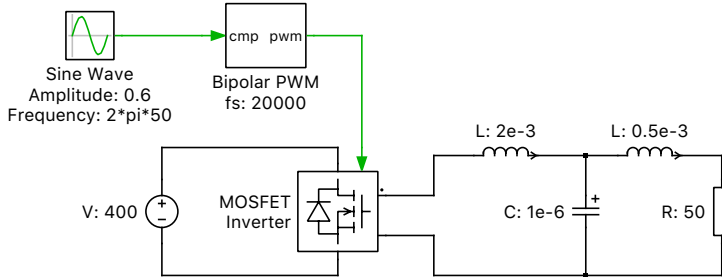 cmp pwm
Sine Wave
Amplitude: 0.6
Frequency: 2*pi*50
Bipolar PWM
fs: 20000
L: 2e-3
L: 0.5e-3
MOSFET
Inverter
V: 400
C: 1e-6
R: 50